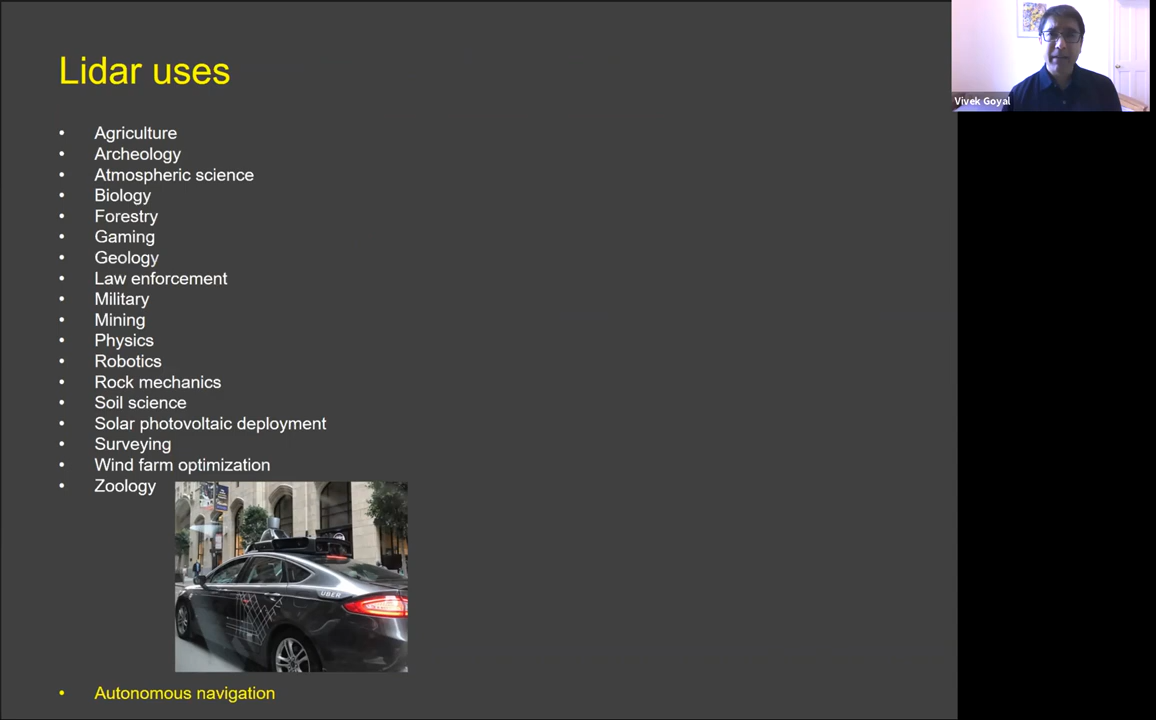 Lidar uses
• Agriculture
• Archeology
• Atmospheric science
• Biology
• Forestry
• Gaming
• Geology
• Law enforcement
• Military
• Mining
• Physics
• Robotics
• Rock mechanics
• Soil science
• Solar photovoltaic deployment
• Surveying
• Wind farm optimization
• Zoology
UBER
• Autonomous navigation
Vivek Goyal